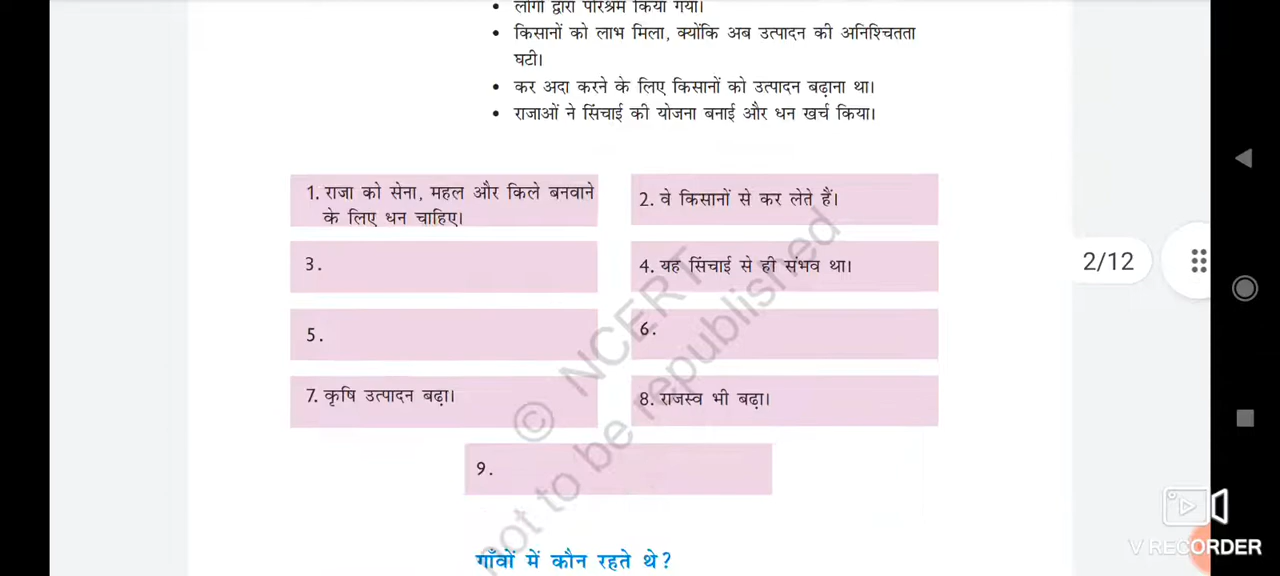 • लोगों द्वारा परिश्रम किया गया।
• किसानों को लाभ मिला, क्योंकि अब उत्पादन की अनिश्चितता
घटी।
• कर अदा करने के लिए किसानों को उत्पादन बढ़ाना था।
• राजाओं ने सिंचाई की योजना बनाई और धन खर्च किया।
1. राजा को सेना, महल और किले बनवाने
के लिए धन चाहिए।
2. वे किसानों से कर लेते हैं।
3.
4. यह सिंचाई से ही संभव था।
5.
6.
7. कृषि उत्पादन बढ़ा।
8. राजस्व भी बढ़ा।
9.
© NCERT
not to be republished
गाँवों में कौन रहते थे?
2/12
V RECORDER